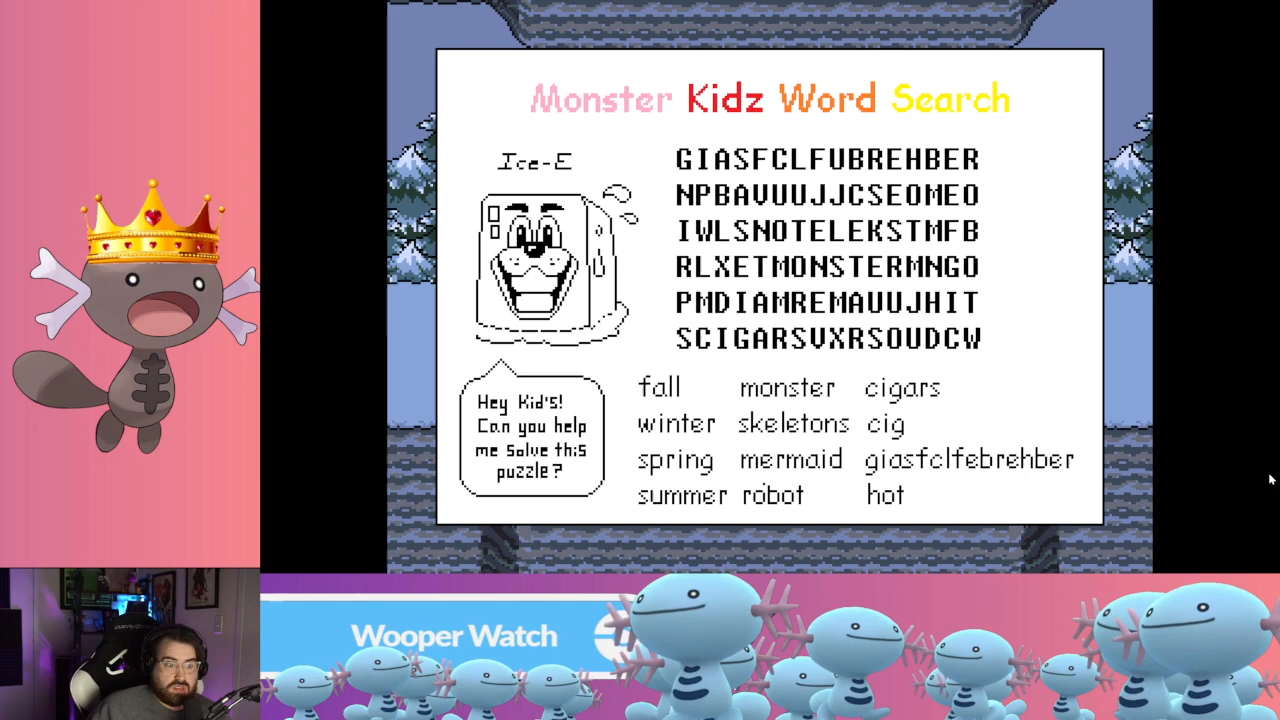 Monster Kidz Word Search
Ice-E
GIASFCLFUBREHBER
NPBAVUUJJCSEOMEO
IWLSNOTELEKSTMFB
RLXETMONSTERMNGO
PMDIAMREMAUUJHIT
SCIGARSVXRSOUDCW
Hey Kid's!
Can you help
me solve this
puzzle?
fall monster cigars
winter skeletons cig
spring mermaid giasfclfebrehber
summer robot hot
Wooper Watch